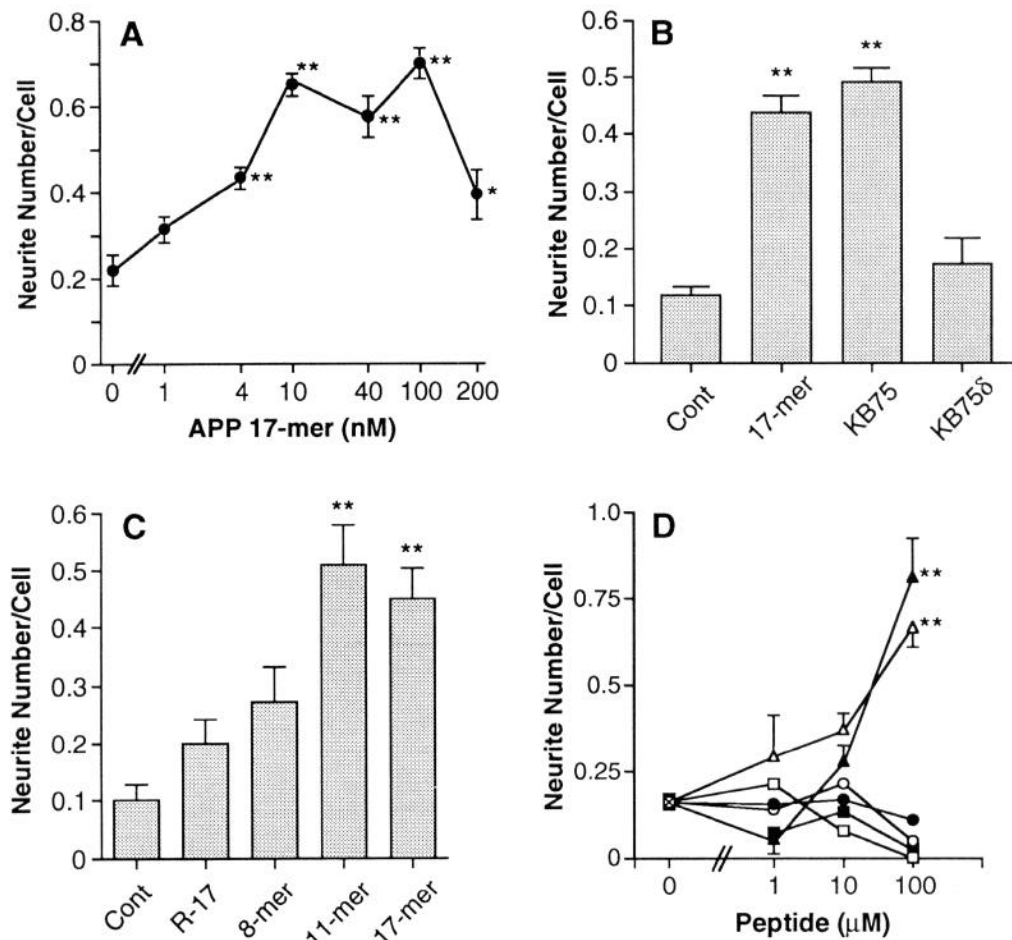 A
Neurite Number/Cell
0.8
0.6
0.4
0.2
0
**
**
**
**
*
0 1 4 10 40 100 200
APP 17-mer (nM)
B
Neurite Number/Cell
0.6
0.5
0.4
0.3
0.2
0.1
0
**
**
Cont 17-mer KB75 KB75δ
C
Neurite Number/Cell
0.6
0.5
0.4
0.3
0.2
0.1
0
**
**
Cont R-17 8-mer 11-mer 17-mer
D
Neurite Number/Cell
1.0
0.75
0.5
0.25
0
**
**
0 1 10 100
Peptide (μM)